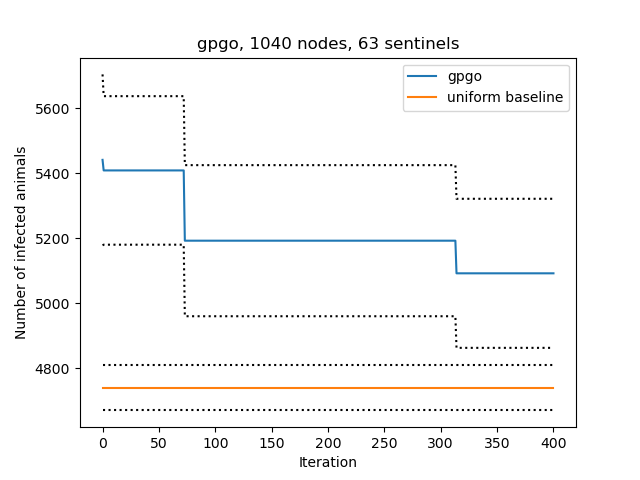 gpgo, 1040 nodes, 63 sentinels
gpgo
uniform baseline
Number of infected animals
5600
5400
5200
5000
4800
0 50 100 150 200 250 300 350 400
Iteration